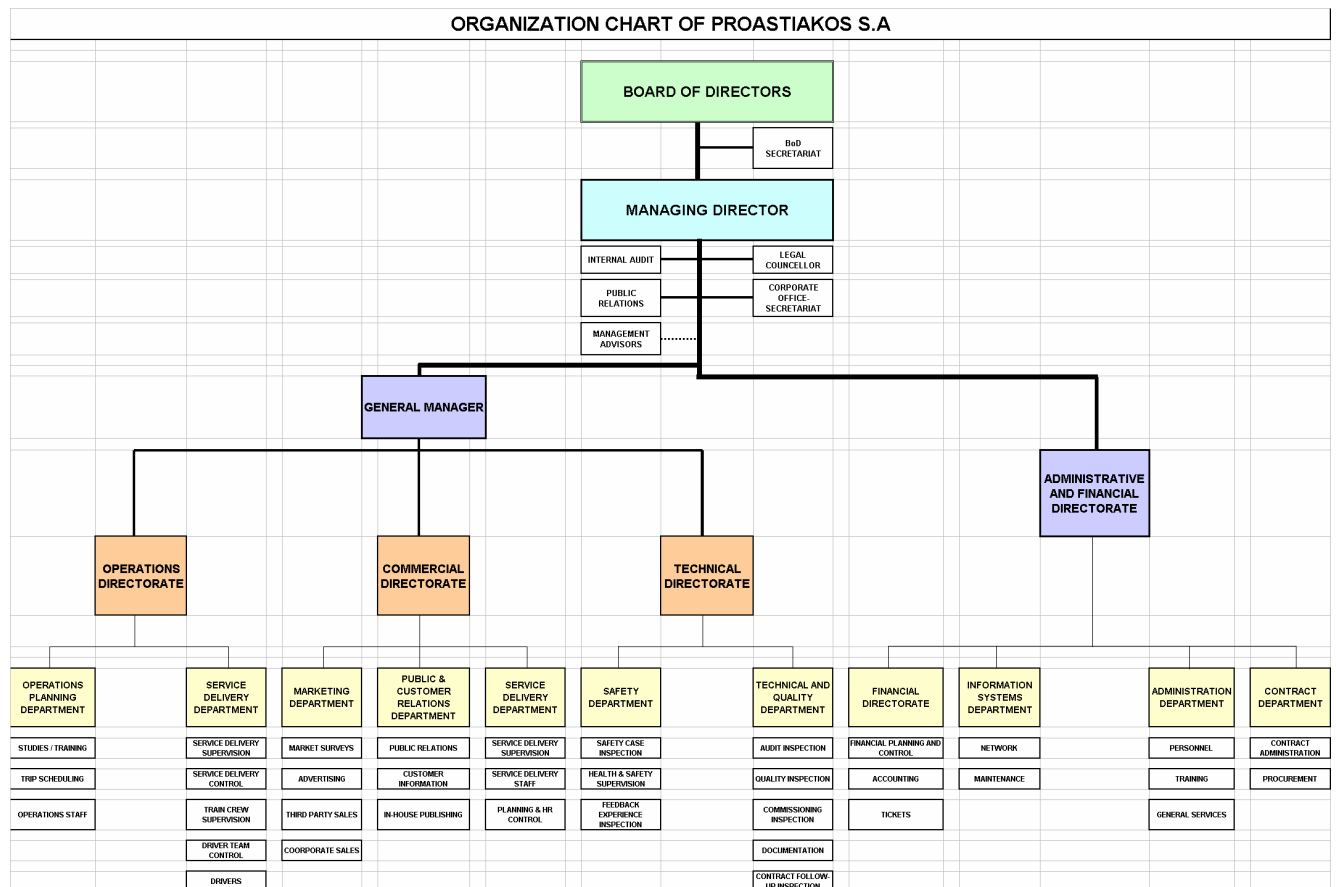 ORGANIZATION CHART OF PROASTIAKOS S.A
BOARD OF DIRECTORS
BoD
SECRETARIAT
MANAGING DIRECTOR
INTERNAL AUDIT
LEGAL
COUNCELLOR
PUBLIC
RELATIONS
CORPORATE
OFFICE-
SECRETARIAT
MANAGEMENT
ADVISORS
GENERAL MANAGER
ADMINISTRATIVE
AND FINANCIAL
DIRECTORATE
OPERATIONS
DIRECTORATE
COMMERCIAL
DIRECTORATE
TECHNICAL
DIRECTORATE
OPERATIONS
PLANNING
DEPARTMENT
SERVICE
DELIVERY
DEPARTMENT
MARKETING
DEPARTMENT
PUBLIC &
CUSTOMER
RELATIONS
DEPARTMENT
SERVICE
DELIVERY
DEPARTMENT
SAFETY
DEPARTMENT
TECHNICAL AND
QUALITY
DEPARTMENT
FINANCIAL
DIRECTORATE
INFORMATION
SYSTEMS
DEPARTMENT
ADMINISTRATION
DEPARTMENT
CONTRACT
DEPARTMENT
STUDIES / TRAINING
SERVICE DELIVERY
SUPERVISION
MARKET SURVEYS
PUBLIC RELATIONS
SERVICE DELIVERY
SUPERVISION
SAFETY CASE
INSPECTION
AUDIT INSPECTION
FINANCIAL PLANNING AND
CONTROL
NETWORK
PERSONNEL
CONTRACT
ADMINISTRATION
TRIP SCHEDULING
SERVICE DELIVERY
CONTROL
ADVERTISING
CUSTOMER
INFORMATION
SERVICE DELIVERY
STAFF
HEALTH & SAFETY
SUPERVISION
QUALITY INSPECTION
ACCOUNTING
MAINTENANCE
TRAINING
PROCUREMENT
OPERATIONS STAFF
TRAIN CREW
SUPERVISION
THIRD PARTY SALES
IN-HOUSE PUBLISHING
PLANNING & HR
CONTROL
FEEDBACK
EXPERIENCE
INSPECTION
COMMISSIONING
INSPECTION
TICKETS
GENERAL SERVICES
DRIVER TEAM
CONTROL
COORPORATE SALES
DOCUMENTATION
DRIVERS
CONTRACT FOLLOW-
UP INSPECTION